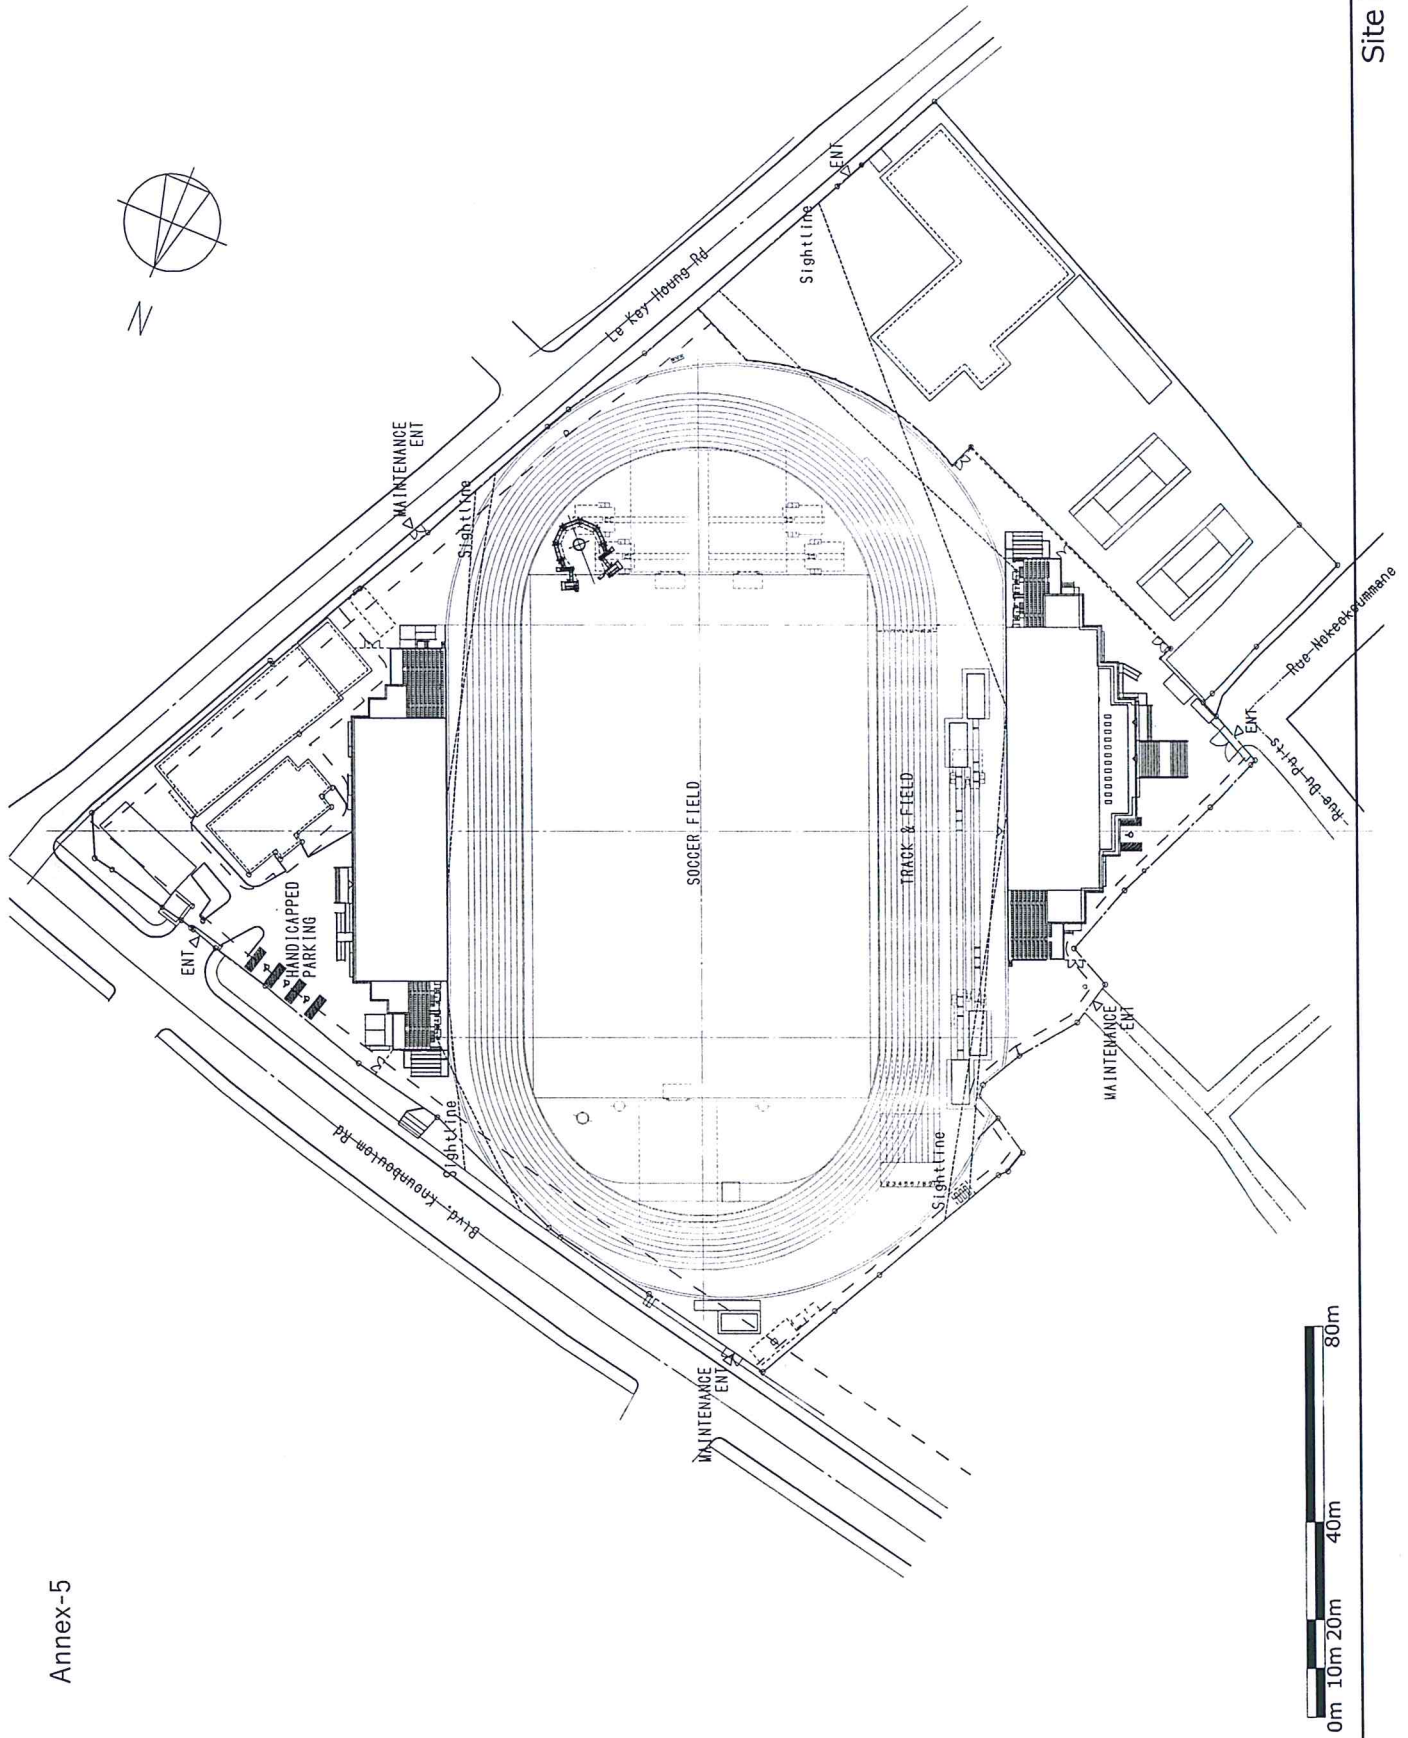 Annex-5
N
Le Key Houng Rd
ENT
Sightline
MAINTENANCE
ENT
Sightline
ENT
HANDICAPPED
PARKING
Sightline
Blvd. Knounboulom Rd
SOCCER FIELD
TRACK & FIELD
Rue-Nokeokoummane
ENT
Rue-Du Puits
MAINTENANCE
ENT
Sightline
MAINTENANCE
ENT
0m 10m 20m 40m 80m
Site